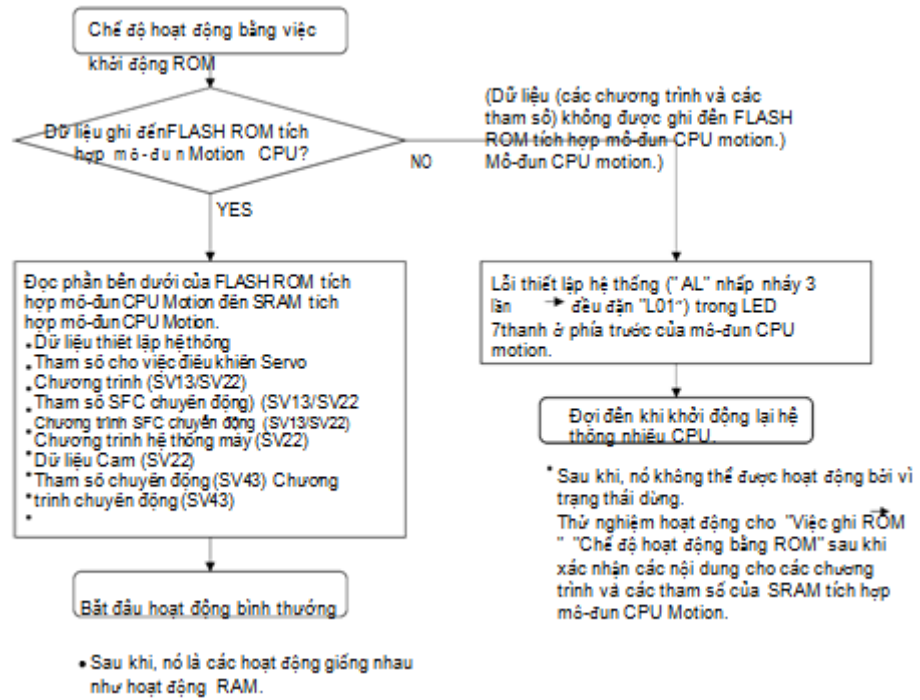 Chế độ hoạt động bằng việc
khởi động ROM
Dữ liệu ghi đếnFLASH ROM tích
hợp mô-đun Motion CPU?
NO
(Dữ liệu (các chương trình và các
tham số) không được ghi đến FLASH
ROM tích hợp mô-đun CPU motion.)
Mô-đun CPU motion.)
YES
Đọc phần bên dưới của FLASH ROM tích
hợp mô-đun CPU Motion đến SRAM tích
hợp mô-đun CPU Motion.
• Dữ liệu thiết lập hệ thống
• Tham số cho việc điều khiển Servo
• Chương trình (SV13/SV22)
• Tham số SFC chuyển động) (SV13/SV22
• Chương trình SFC chuyển động (SV13/SV22)
• Chương trình hệ thống máy (SV22)
• Dữ liệu Cam (SV22)
• Tham số chuyển động (SV43) Chương
• trình chuyển động (SV43)
•
Lỗi thiết lập hệ thống ("AL" nhấp nháy 3
lần → đều đặn "L01") trong LED
7thanh ở phía trước của mô-đun CPU
motion.
Đợi đến khi khởi động lại hệ
thống nhiều CPU.
• Sau khi, nó không thể được hoạt động bởi vì
trạng thái dừng.
Thử nghiệm hoạt động cho "Việc ghi ROM →
" "Chế độ hoạt động bằng ROM" sau khi
xác nhận các nội dung cho các chương
trình và các tham số của SRAM tích hợp
mô-đun CPU Motion.
Bắt đầu hoạt động bình thường
• Sau khi, nó là các hoạt động giống nhau
như hoạt động RAM.